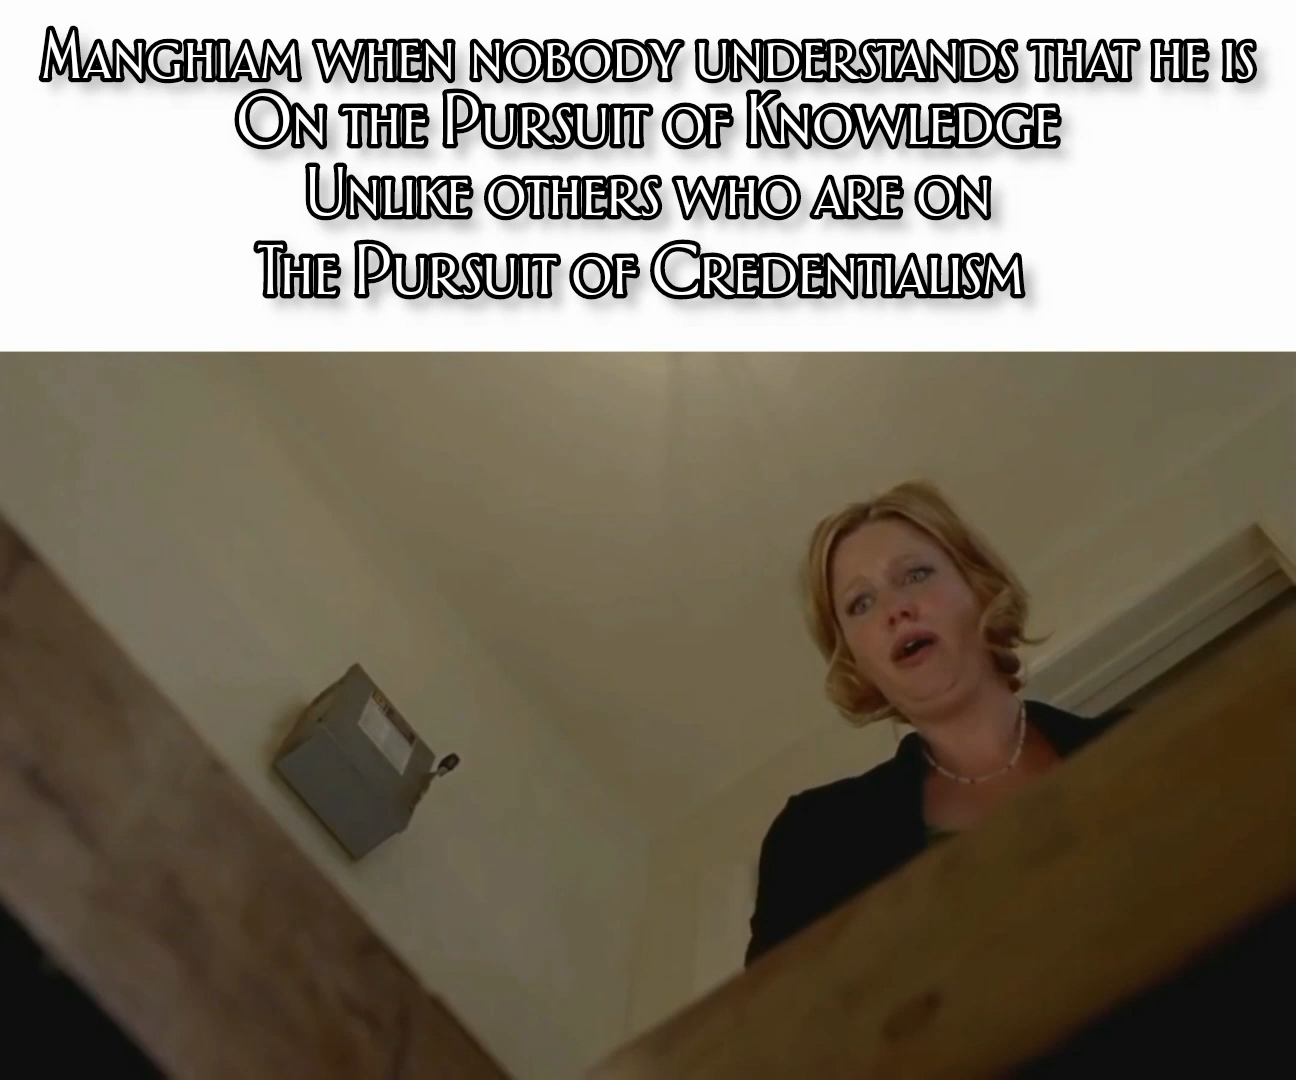 Manghiam when nobody understands that he is
On the Pursuit of Knowledge
Unlike others who are on
The Pursuit of Credentialism